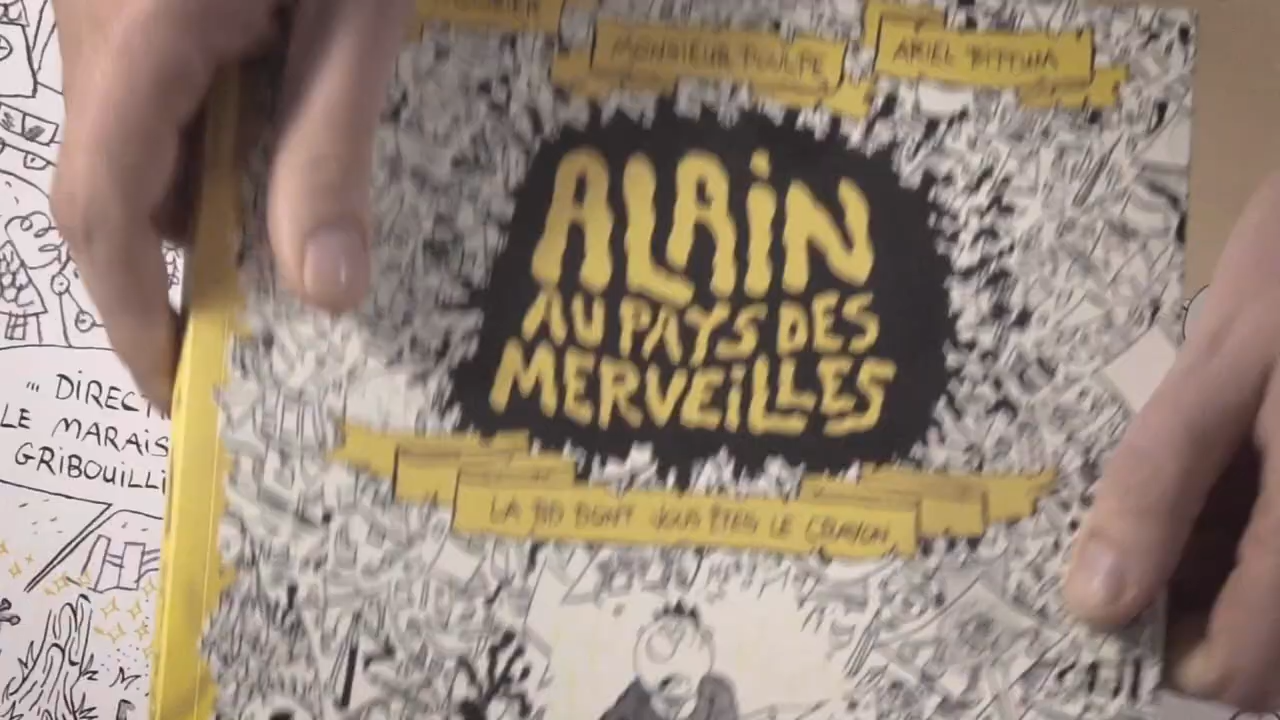 MONSIEUR POULPE
ARIEL BITTUNA
ALAIN
AU PAYS DES
MERVEILLES
LA BD DONT VOUS ÊTES LE CRAYON
... DIRECT
LE MARAIS
GRIBOUILLI